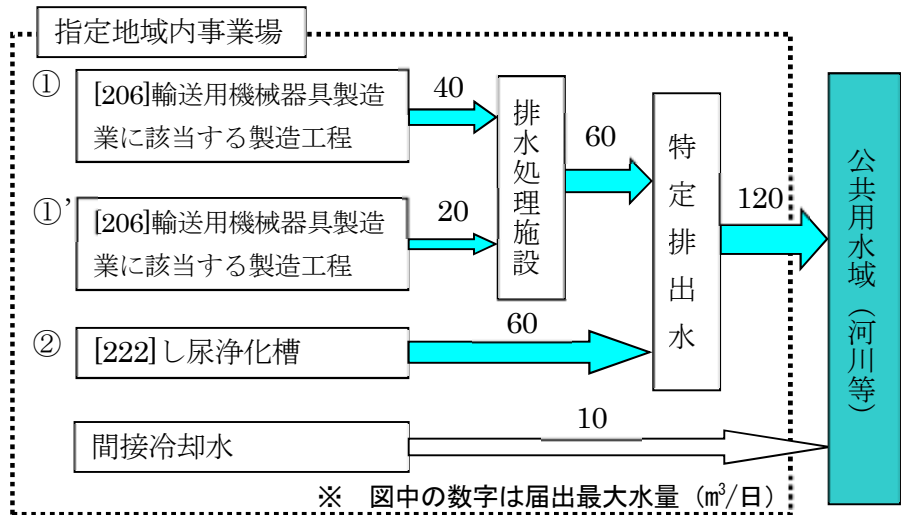 指定地域内事業場
①
[206]輸送用機械器具製造
業に該当する製造工程
40
①’
[206]輸送用機械器具製造
業に該当する製造工程
20
排水処理施設
60
②
[222]し尿浄化槽
60
特定排出水
120
間接冷却水
10
公共用水域(河川等)
※ 図中の数字は届出最大水量(m³/日)